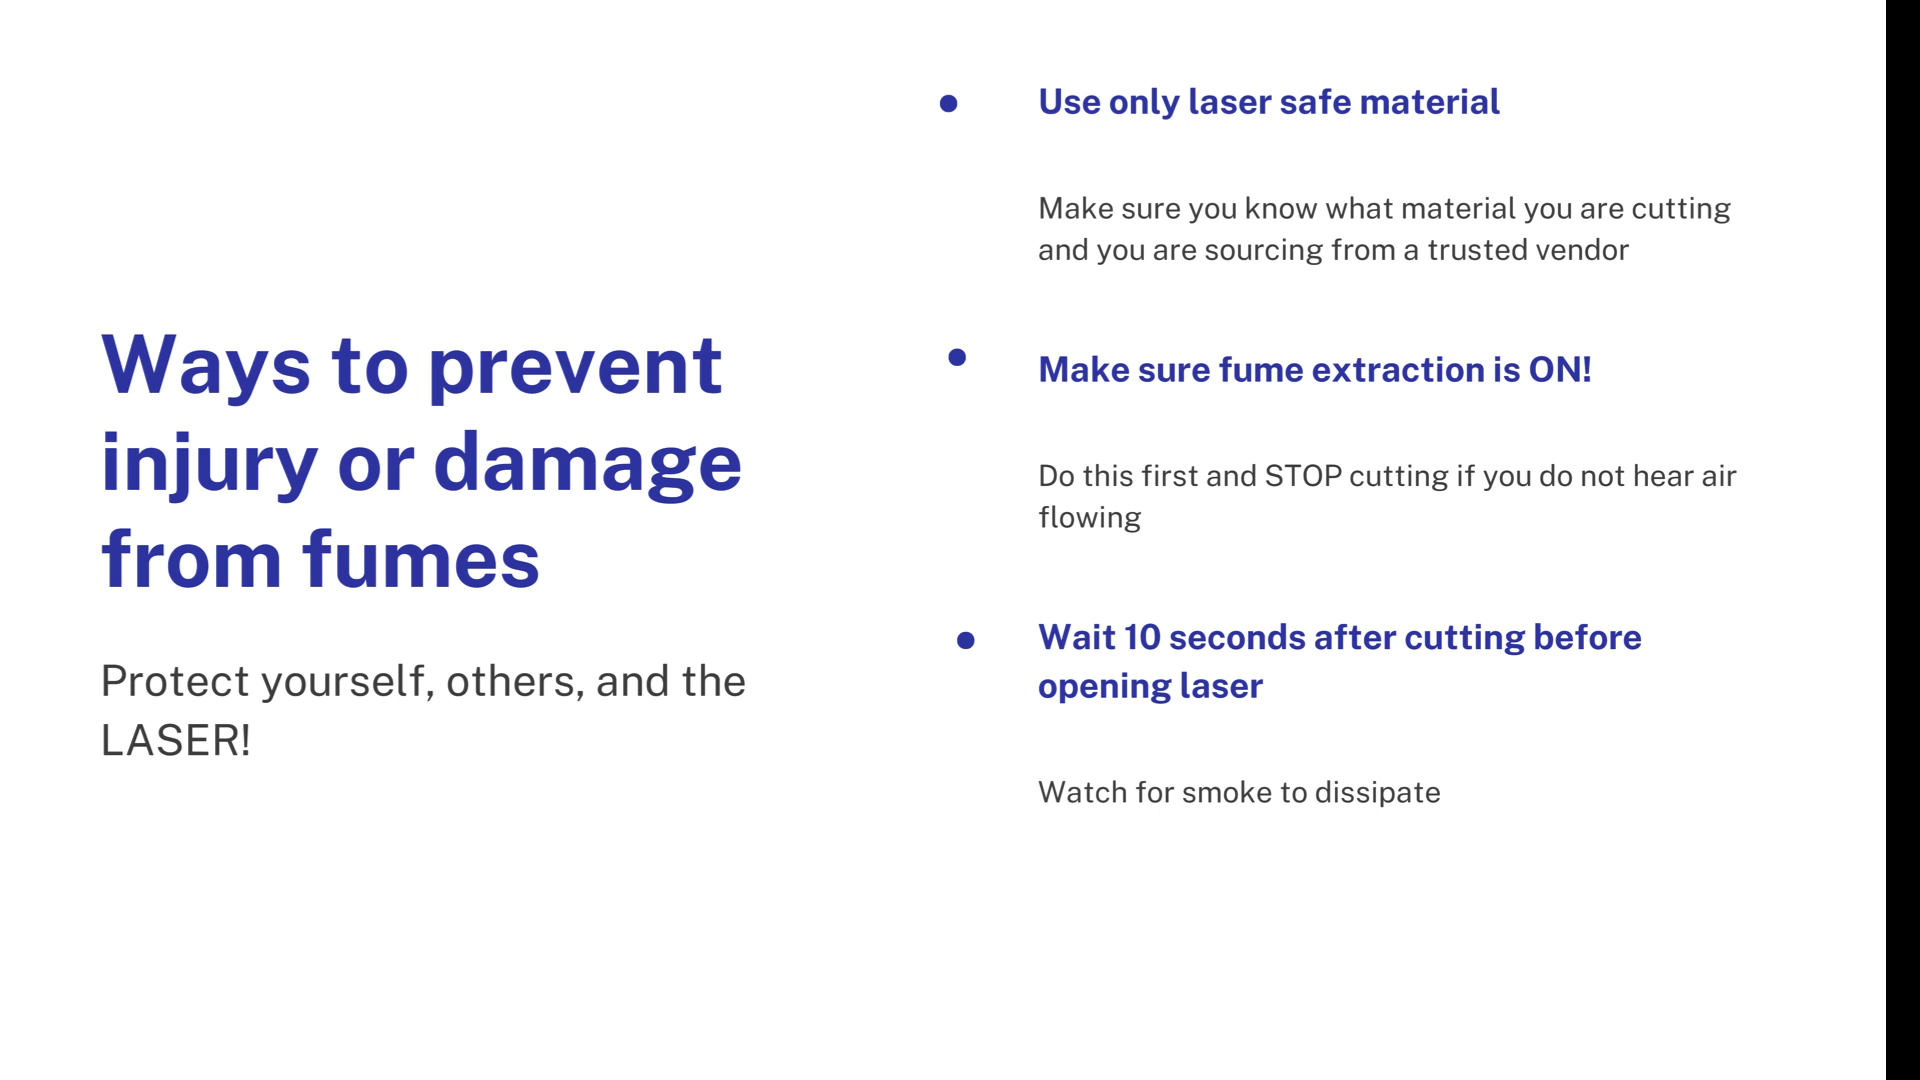 Ways to prevent
injury or damage
from fumes
Protect yourself, others, and the
LASER!
● Use only laser safe material
Make sure you know what material you are cutting
and you are sourcing from a trusted vendor
● Make sure fume extraction is ON!
Do this first and STOP cutting if you do not hear air
flowing
● Wait 10 seconds after cutting before
opening laser
Watch for smoke to dissipate